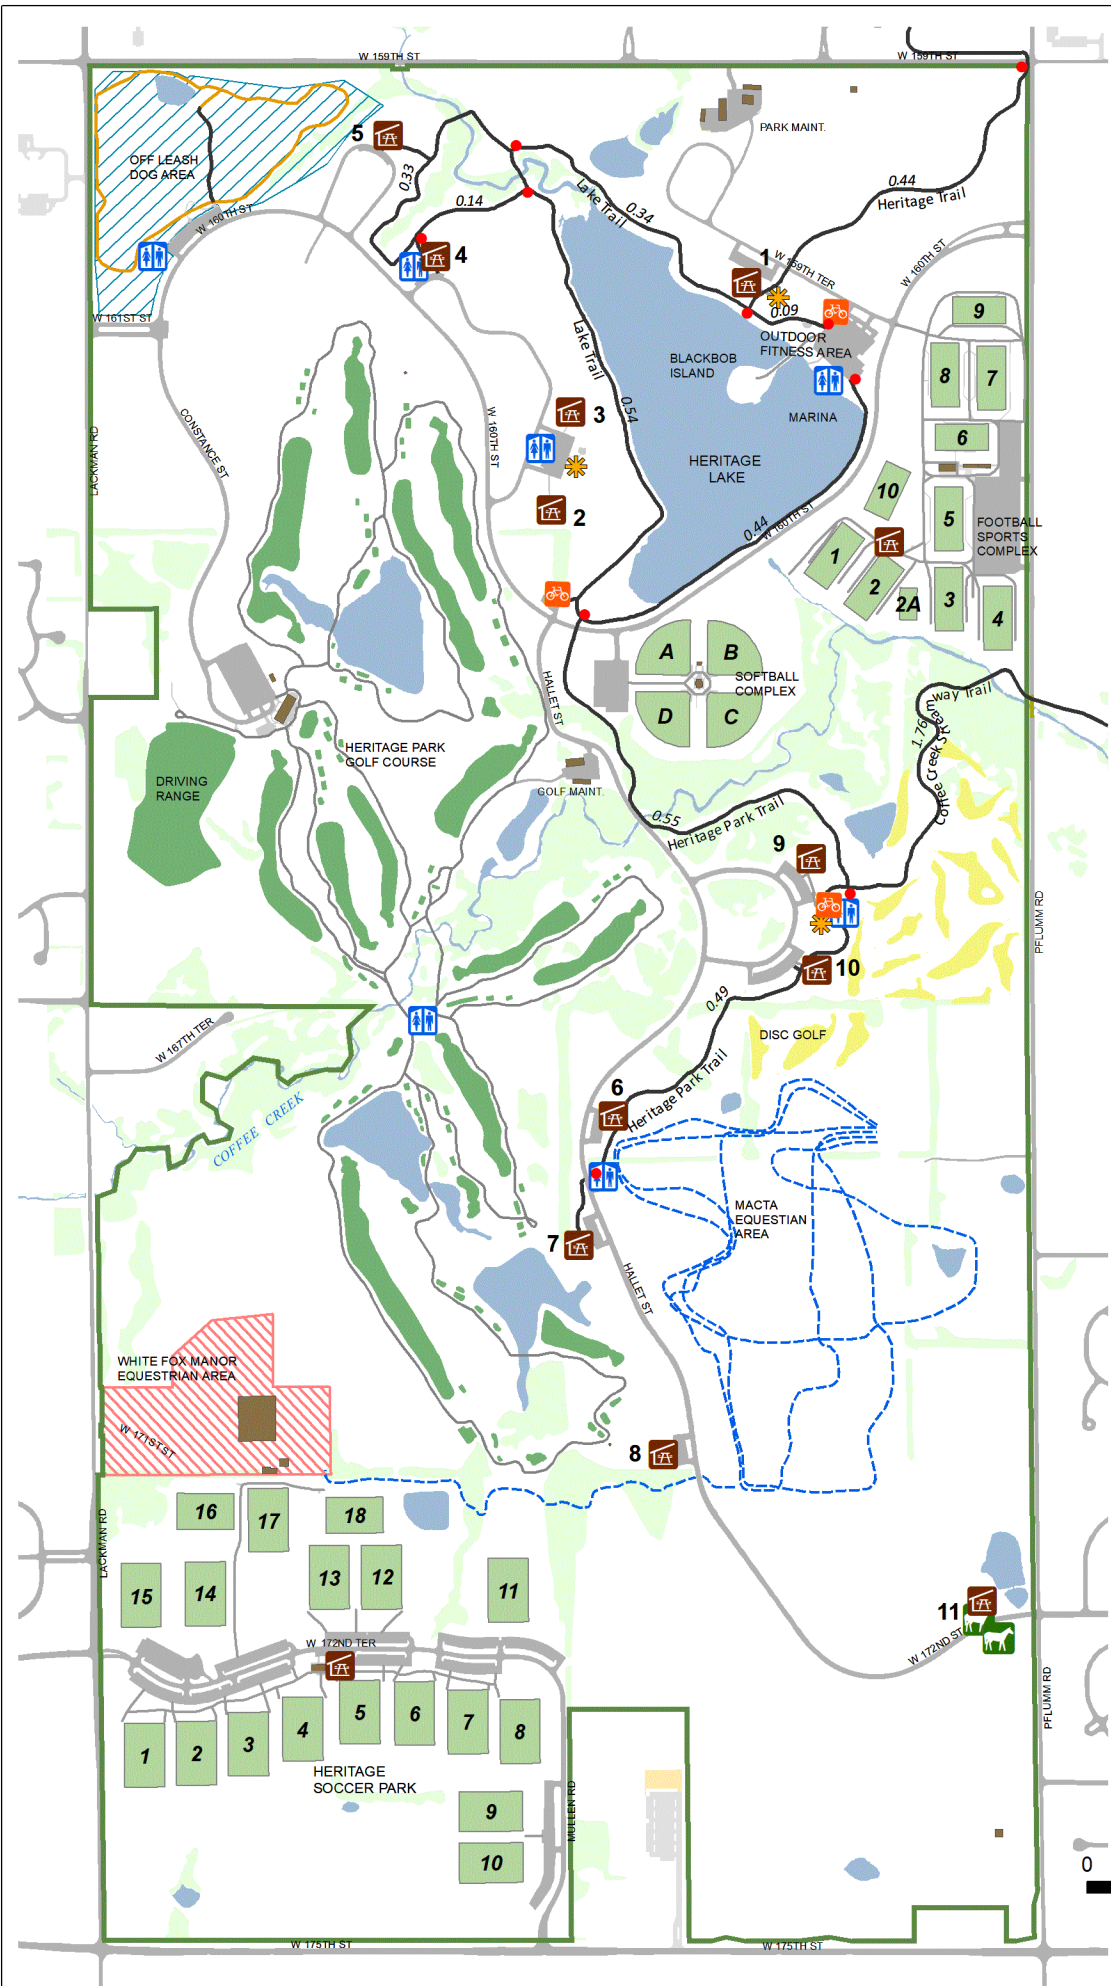 W 159TH ST
W 159TH ST
PARK MAINT.
5
OFF LEASH
DOG AREA
0.33
0.14
Lake Trail
0.34
0.44
Heritage Trail
W 160TH ST
4
1
W 159TH TER
W 160TH ST
0.09
W 161ST ST
OUTDOOR
FITNESS AREA
BLACKBOB
ISLAND
MARINA
9
8
7
6
Lake Trail
0.54
3
2
W 160TH ST
CONSTANCE ST
LACKMAN RD
HERITAGE
LAKE
0.44
W 160TH ST
10
5
FOOTBALL
SPORTS
COMPLEX
1
2
2A
3
4
A
B
D
C
SOFTBALL
COMPLEX
HALLET ST
way Trail
1.76
Coffee Creek Stream
HERITAGE PARK
GOLF COURSE
DRIVING
RANGE
GOLF MAINT.
0.55
Heritage Park Trail
9
10
PFLUMM RD
0.49
DISC GOLF
W 167TH TER
COFFEE CREEK
6
Heritage Park Trail
MACTA
EQUESTIAN
AREA
7
HALLET ST
WHITE FOX MANOR
EQUESTRIAN AREA
W 171ST ST
8
LACKMAN RD
16
17
18
15
14
13
12
11
11
W 172ND ST
W 172ND TER
PFLUMM RD
1
2
3
4
5
6
7
8
HERITAGE
SOCCER PARK
9
10
MULLEN RD
0
W 175TH ST
W 175TH ST